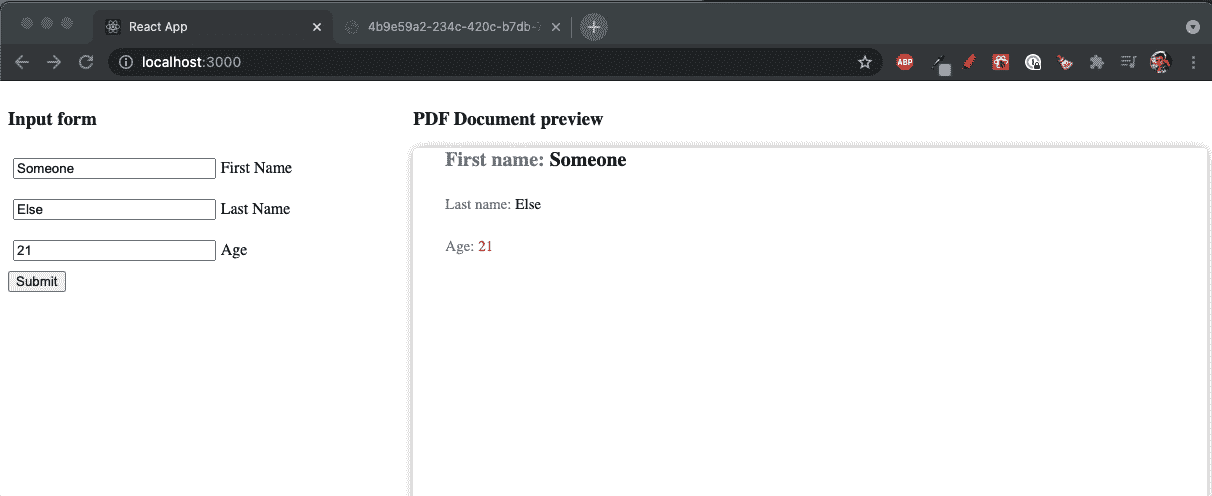 React App
4b9e59a2-234c-420c-b7db-
localhost:3000
ABP
Input form
Someone First Name
Else Last Name
21 Age
Submit
PDF Document preview
First name: Someone
Last name: Else
Age: 21